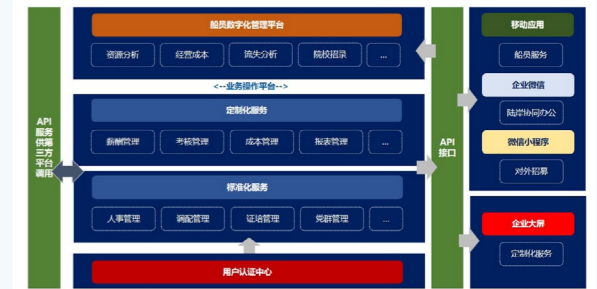 船员数字化管理平台
资源分析
经营成本
流失分析
院校招录
...
<--业务操作平台-->
定制化服务
薪酬管理
考核管理
成本管理
报表管理
...
标准化服务
人事管理
调配管理
证培管理
党群管理
...
用户认证中心
API
服务
供第
三方
平台
调用
API
接口
移动应用
船员服务
企业微信
陆岸协同办公
微信小程序
对外招募
企业大屏
定制化服务